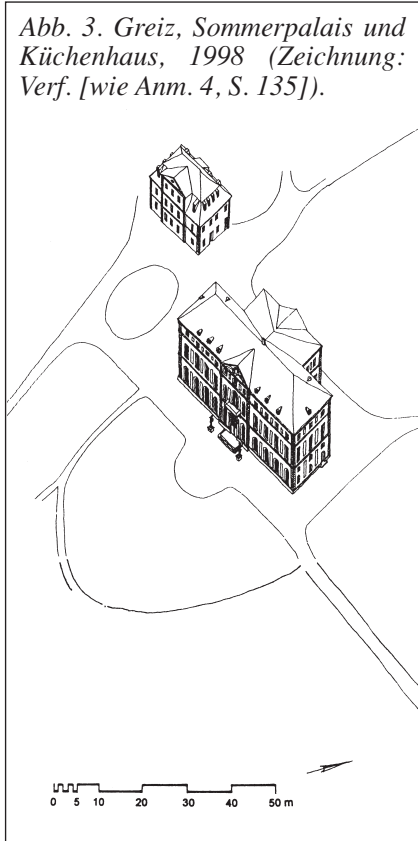 Abb. 3. Greiz, Sommerpalais und
Küchenhaus, 1998 (Zeichnung:
Verf. [wie Anm. 4, S. 135]).
0 5 10 20 30 40 50 m